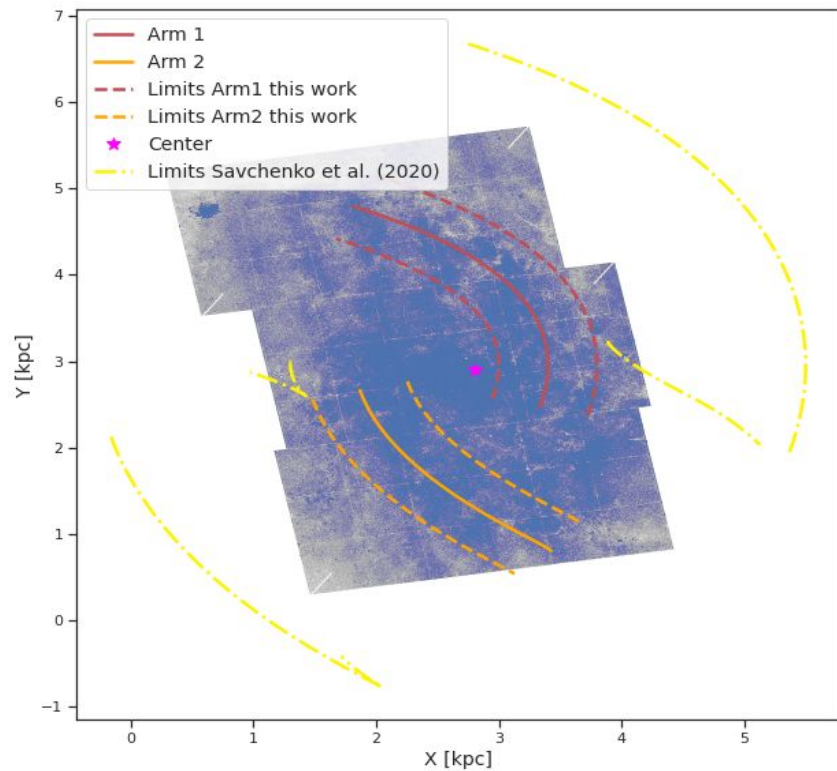 7
6
5
4
3
2
1
0
−1
Y [kpc]
Arm 1
Arm 2
Limits Arm1 this work
Limits Arm2 this work
Center
Limits Savchenko et al. (2020)
0 1 2 3 4 5
X [kpc]